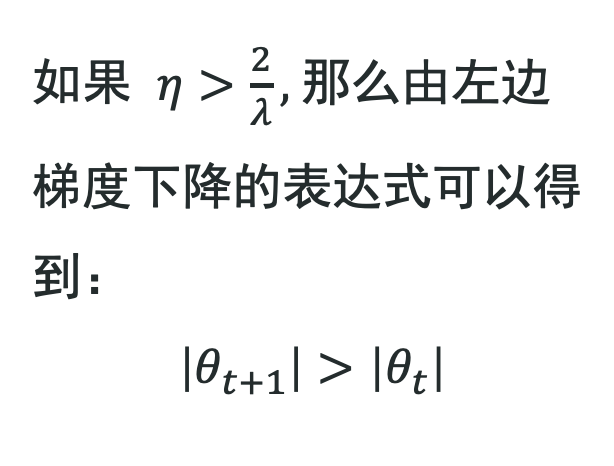 如果 η > 2/λ, 那么由左边
梯度下降的表达式可以得
到：
|θ_{t+1}| > |θ_t|